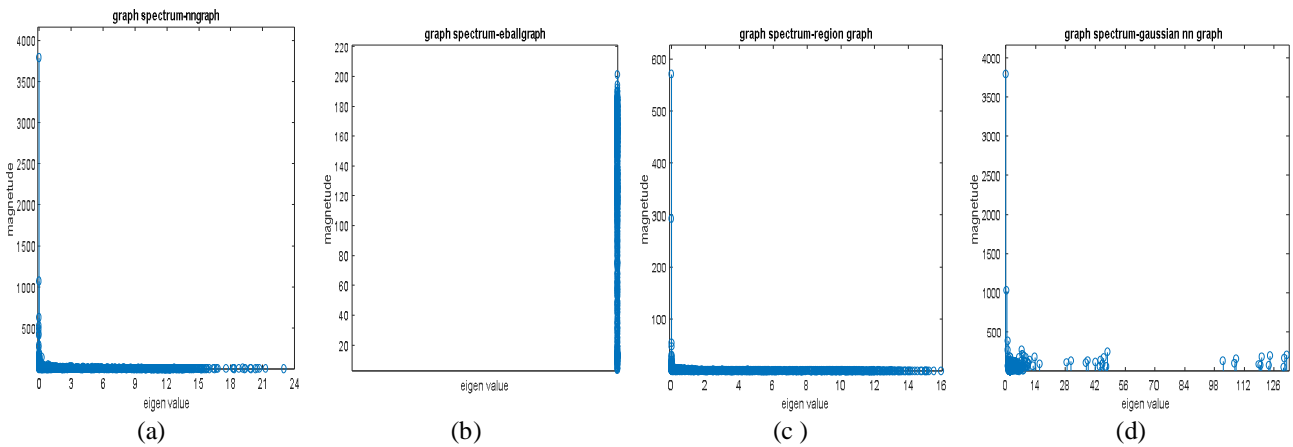 graph spectrum-nngraph
magnetude
4000
3500
3000
2500
2000
1500
1000
500
0 3 6 9 12 15 18 21 24
eigen value
(a)
graph spectrum-eballgraph
magnetude
220
200
180
160
140
120
100
80
60
40
20
eigen value
(b)
graph spectrum-region graph
magnetude
600
500
400
300
200
100
0 2 4 6 8 10 12 14 16
eigen value
(c )
graph spectrum-gaussian nn graph
magnetude
4000
3500
3000
2500
2000
1500
1000
500
0 14 28 42 56 70 84 98 112 126
eigen value
(d)